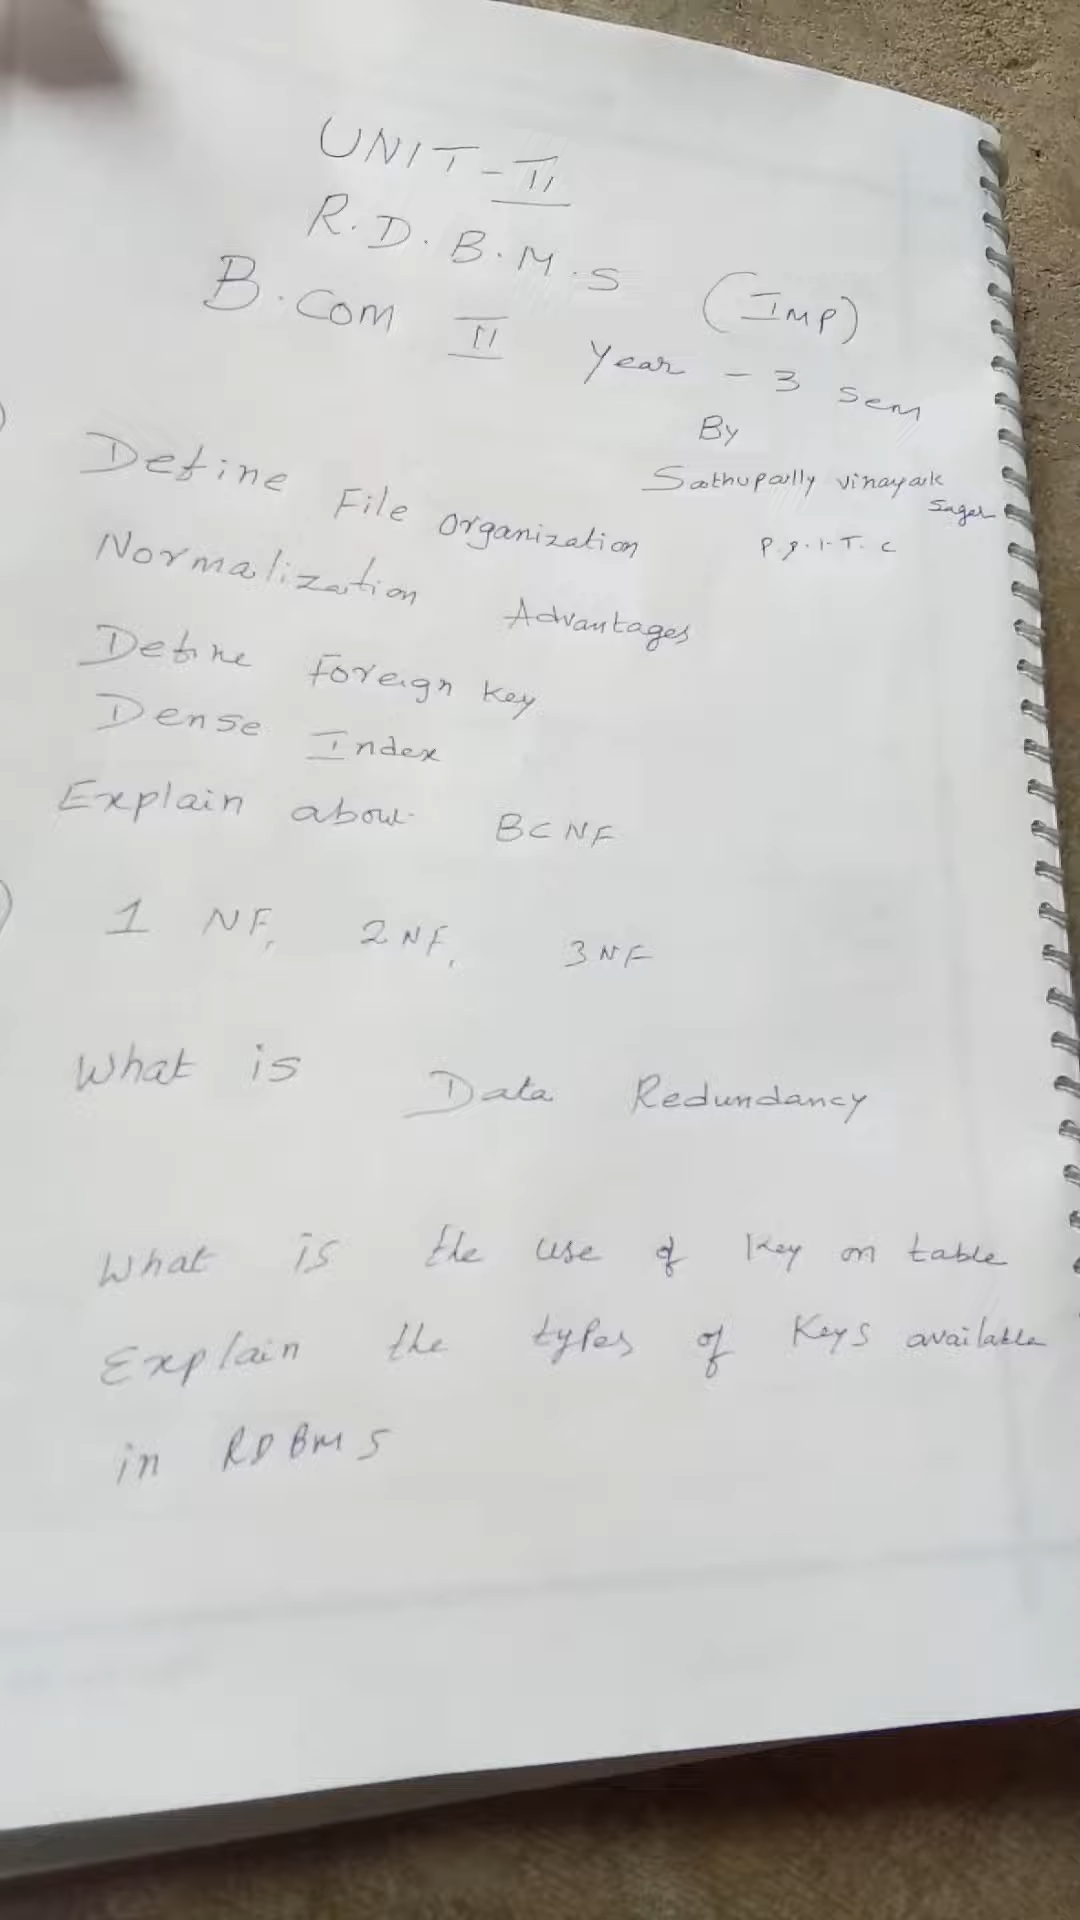 UNIT-II
R.D.B.M.S (IMP)
B.Com II Year - 3 sem
By
Sathupally vinayak
Sagar
Define File organization
Normalization Advantages
Define Foreign key
Dense Index
Explain about BCNF
1 NF, 2NF, 3NF
What is Data Redundancy
What is the use of key on table
Explain the types of Keys available
in RDBMS